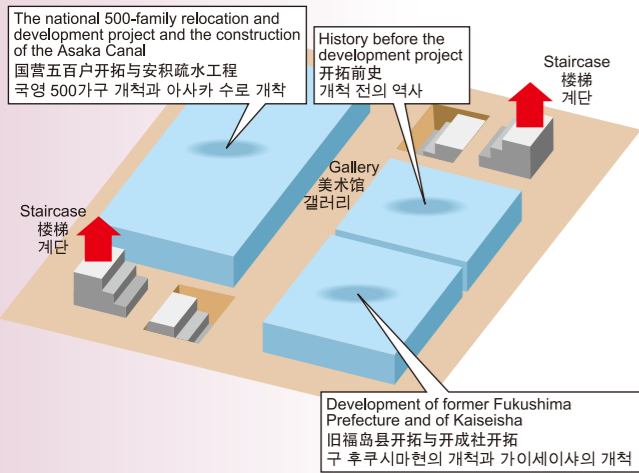 The national 500-family relocation and
development project and the construction
of the Asaka Canal
国营五百户开拓与安积疏水工程
국영 500가구 개척과 아사카 수로 개착
History before the
development project
开拓前史
개척 전의 역사
Staircase
楼梯
계단
Gallery
美术馆
갤러리
Staircase
楼梯
계단
Development of former Fukushima
Prefecture and of Kaiseisha
旧福岛县开拓与开成社开拓
구 후쿠시마현의 개척과 가이세이샤의 개척